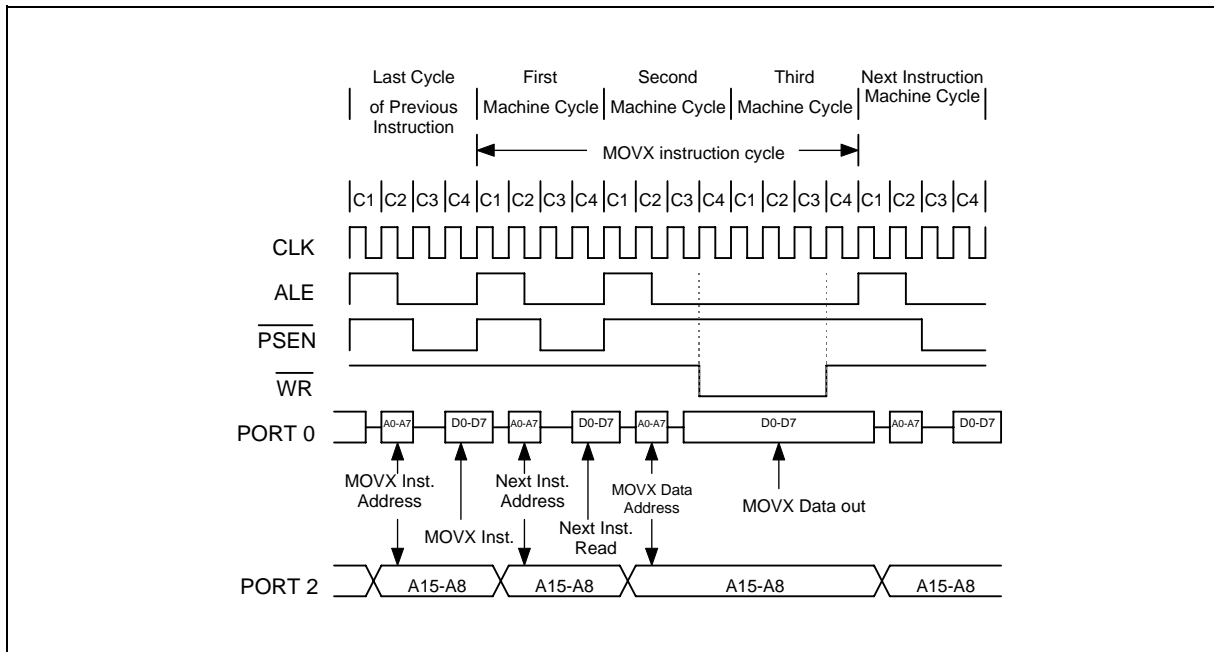 Last Cycle
of Previous
Instruction
First
Machine Cycle
Second
Machine Cycle
Third
Machine Cycle
Next Instruction
Machine Cycle
MOVX instruction cycle
C1 C2 C3 C4 C1 C2 C3 C4 C1 C2 C3 C4 C1 C2 C3 C4 C1 C2 C3 C4
CLK
ALE
PSEN
WR
PORT 0
A0-A7 D0-D7 A0-A7 D0-D7 A0-A7 D0-D7 A0-A7 D0-D7
MOVX Inst.
Address
MOVX Inst.
Next Inst.
Address
Next Inst.
Read
MOVX Data
Address
MOVX Data out
PORT 2
A15-A8 A15-A8 A15-A8 A15-A8